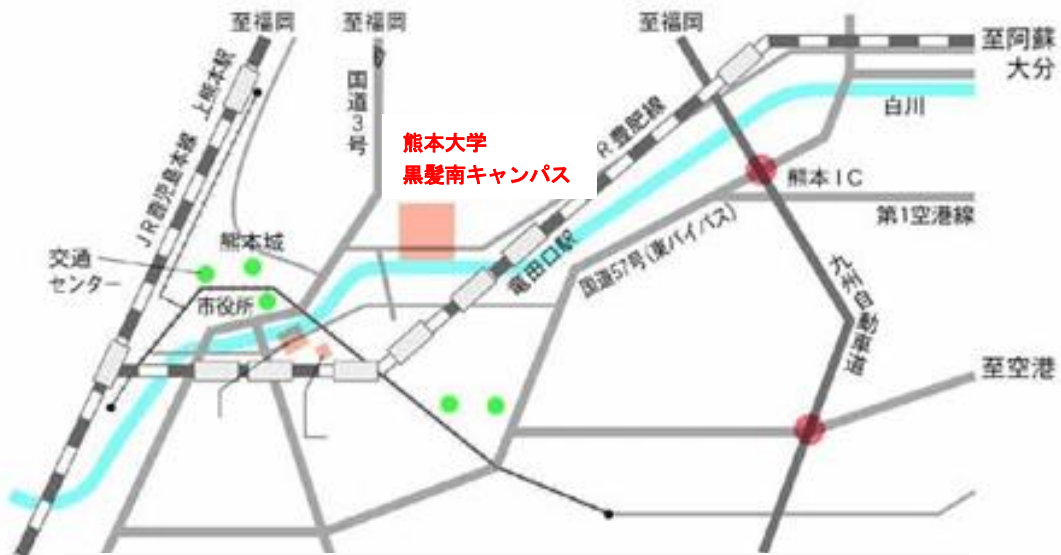 至福岡
至福岡
至福岡
至阿蘇
大分
上熊本駅
JR鹿児島本線
国道3号
熊本大学
黒髪南キャンパス
R豊肥線
白川
熊本IC
第1空港線
熊本城
交通
センター
市役所
竜田口駅
国道57号(東バイパス)
九州自動車道
至空港